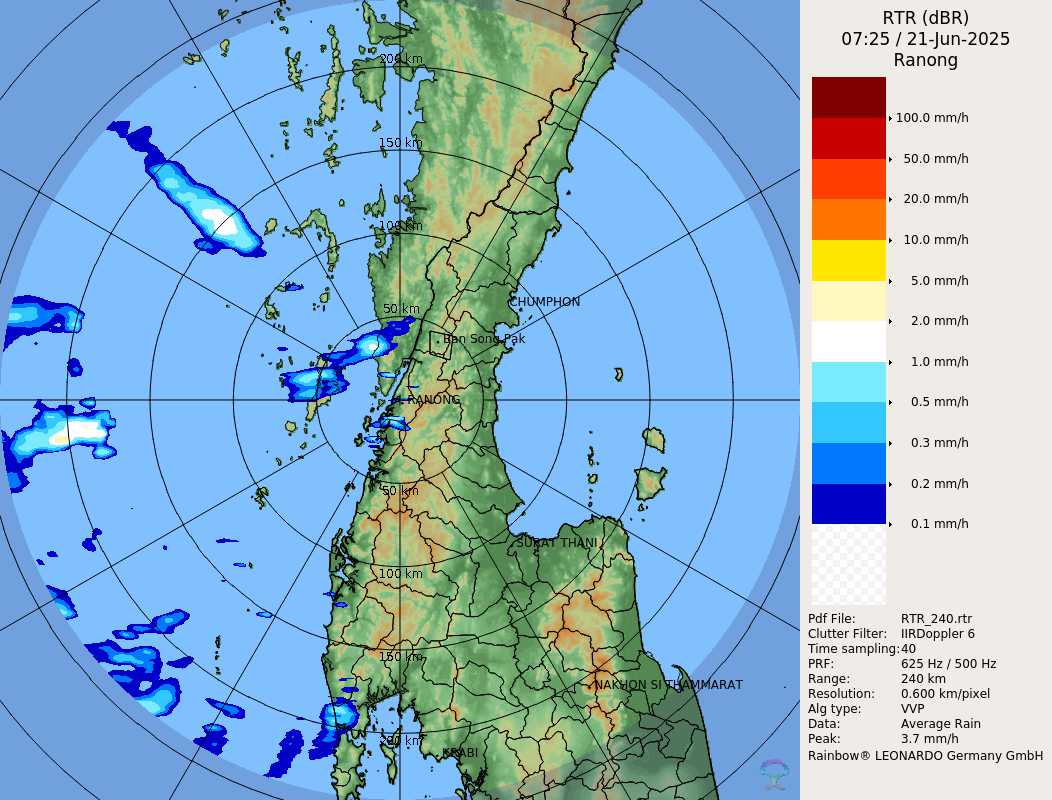 RTR (dBR)
07:25 / 21-Jun-2025
Ranong
100.0 mm/h
50.0 mm/h
20.0 mm/h
10.0 mm/h
5.0 mm/h
2.0 mm/h
1.0 mm/h
0.5 mm/h
0.3 mm/h
0.2 mm/h
0.1 mm/h
Pdf File: RTR_240.rtr
Clutter Filter: IIRDoppler 6
Time sampling:40
PRF: 625 Hz / 500 Hz
Range: 240 km
Resolution: 0.600 km/pixel
Alg type: VVP
Data: Average Rain
Peak: 3.7 mm/h
Rainbow® LEONARDO Germany GmbH
200 km
150 km
100 km
CHUMPHON
50 km
Ban Song Pak
RANONG
50 km
SURAT THANI
100 km
150 km
NAKHON SI THAMMARAT
200 km
KRABI